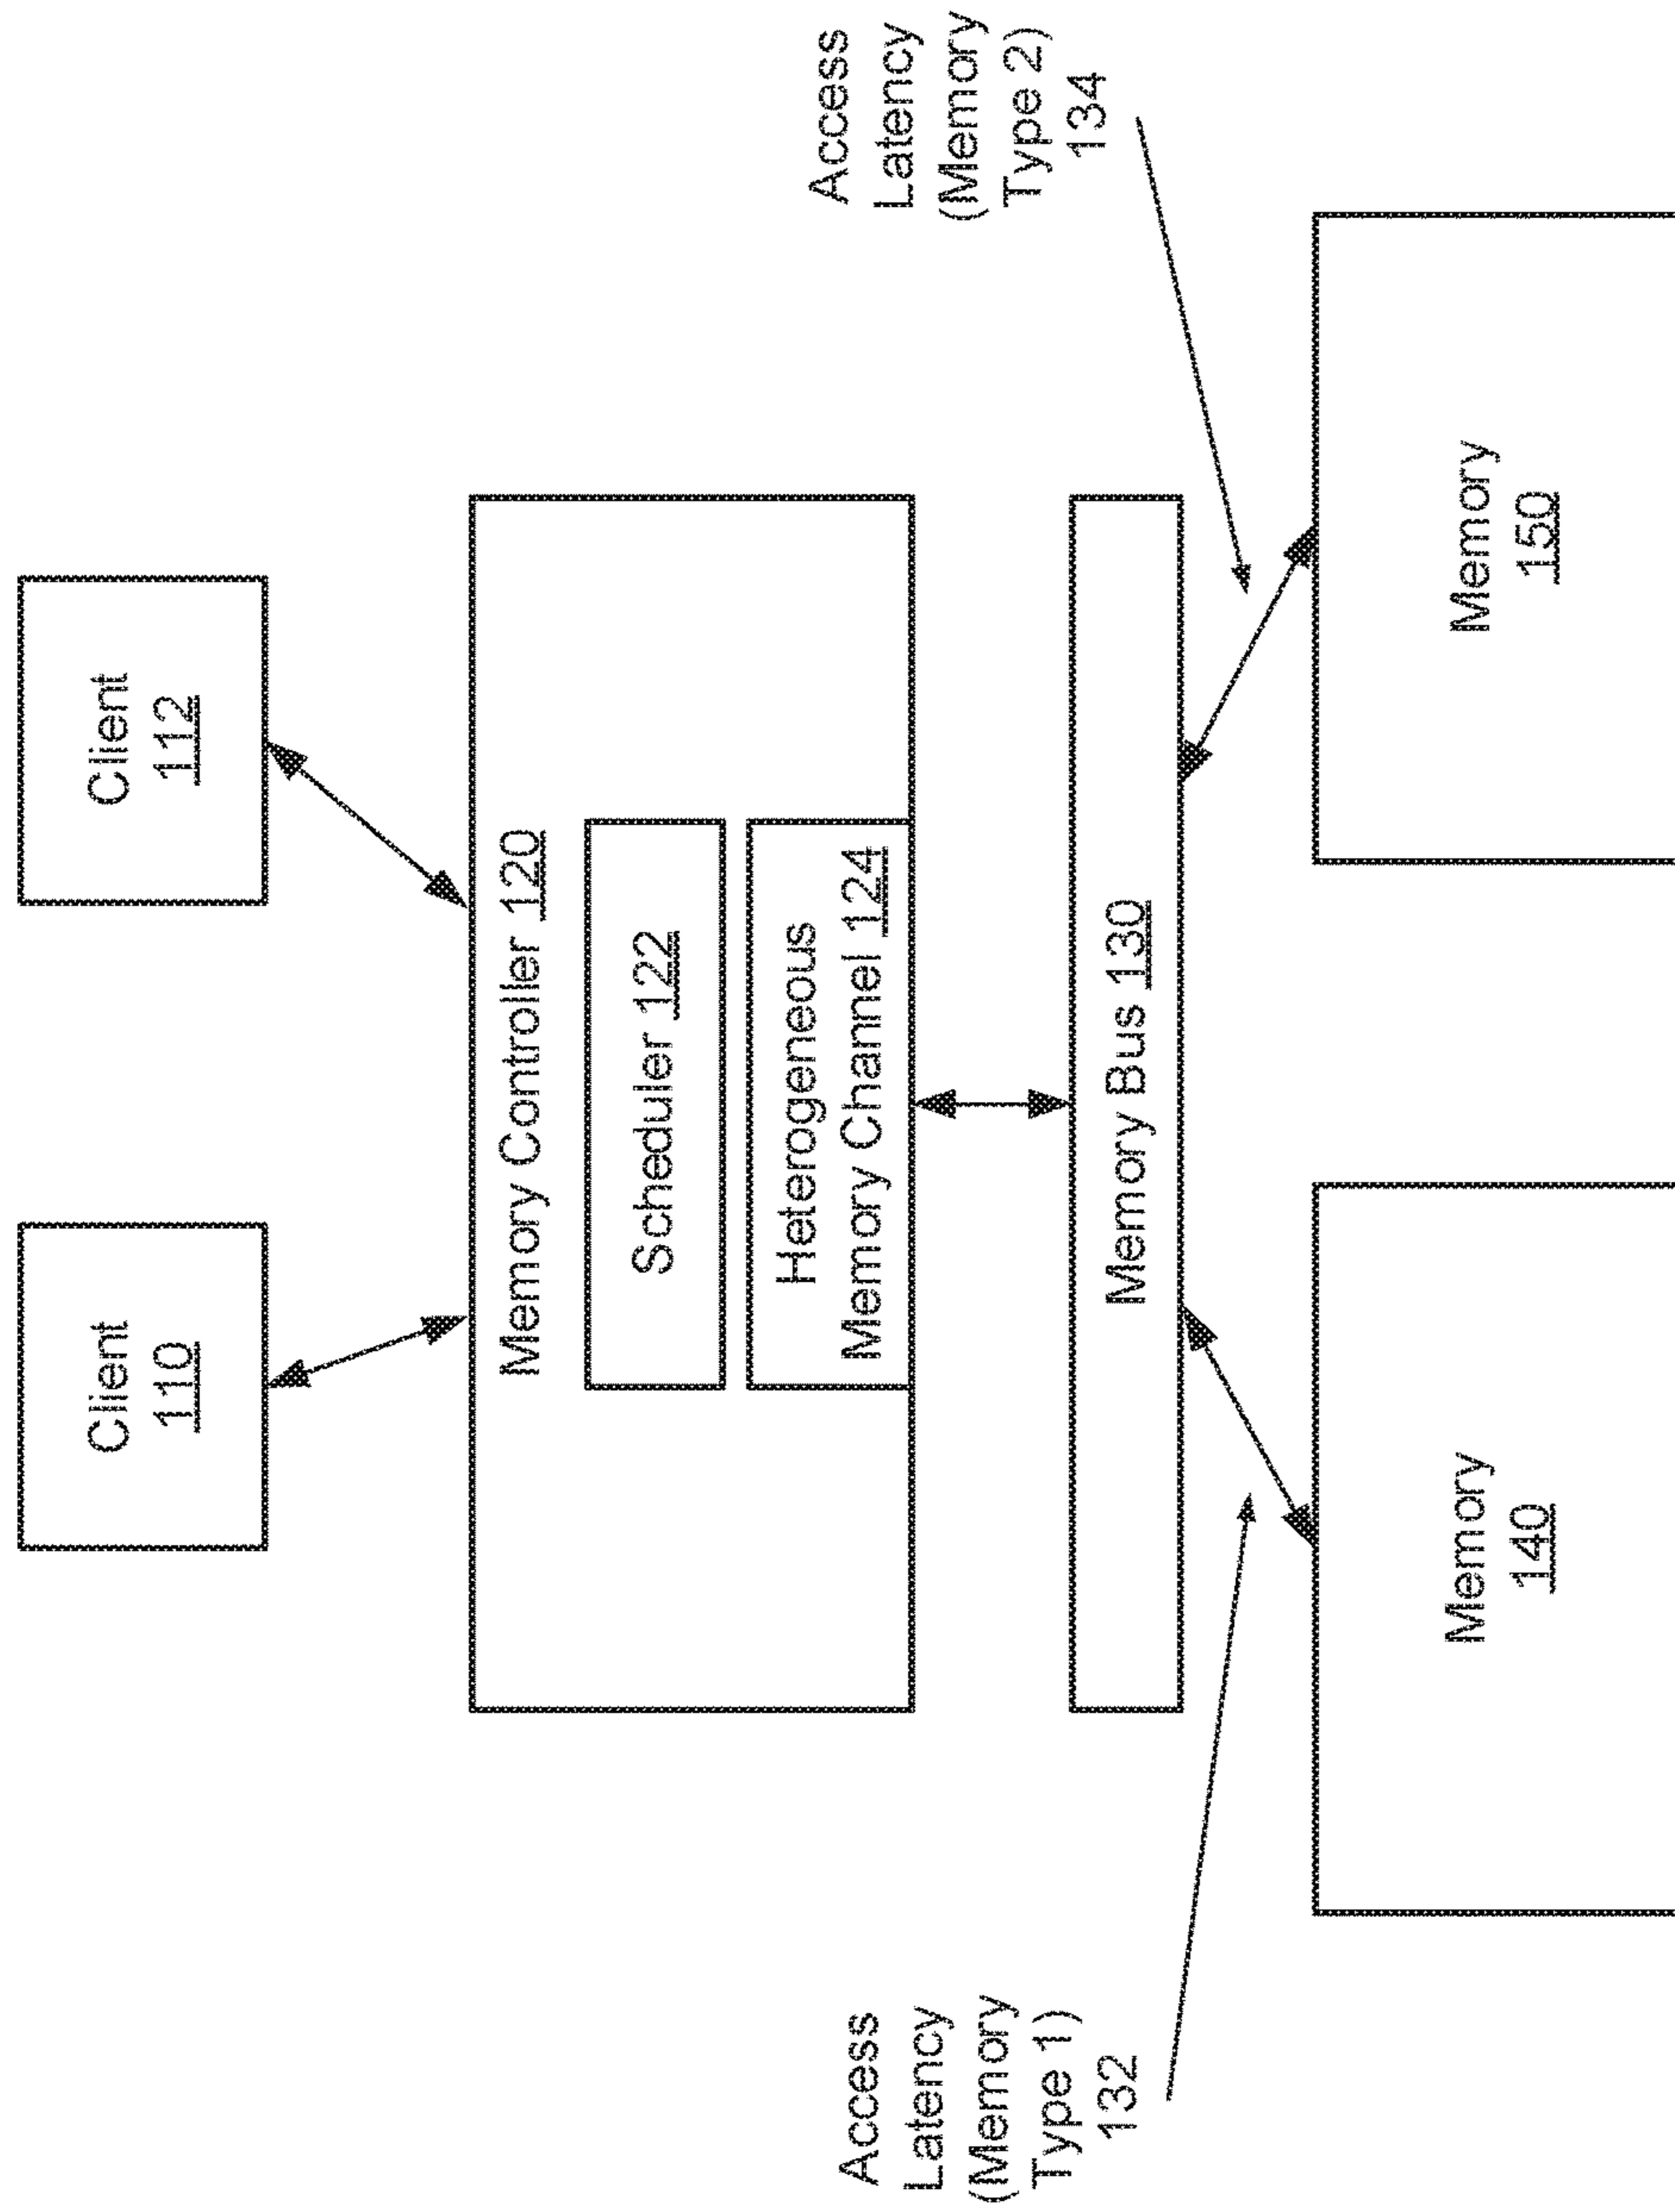 Client
110
Client
112
Memory Controller 120
Scheduler 122
Heterogeneous
Memory Channel 124
Memory Bus 130
Access
Latency
(Memory
Type 1)
132
Access
Latency
(Memory
Type 2)
134
Memory
140
Memory
150